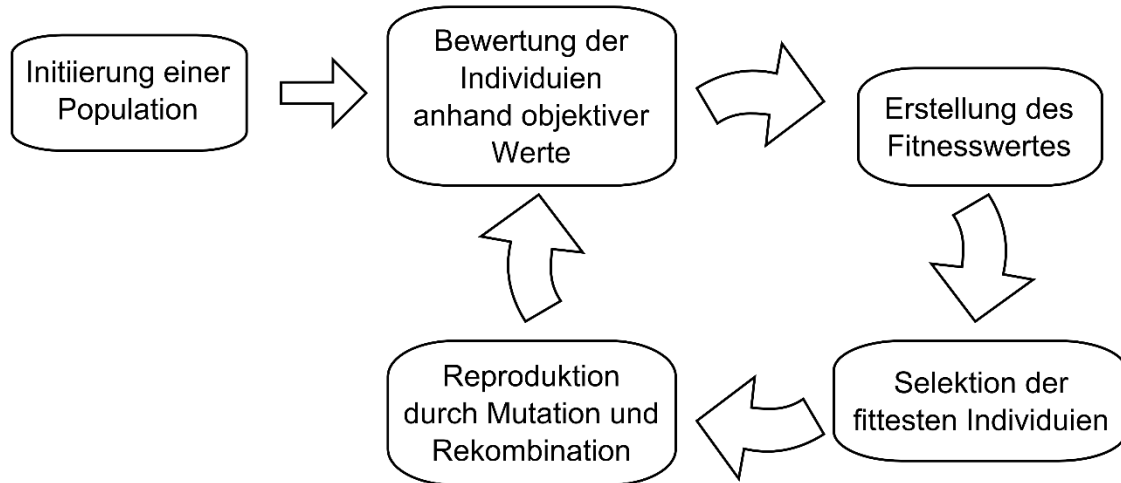 Initiierung einer
Population
Bewertung der
Individuien
anhand objektiver
Werte
Erstellung des
Fitnesswertes
Selektion der
fittesten Individuien
Reproduktion
durch Mutation und
Rekombination